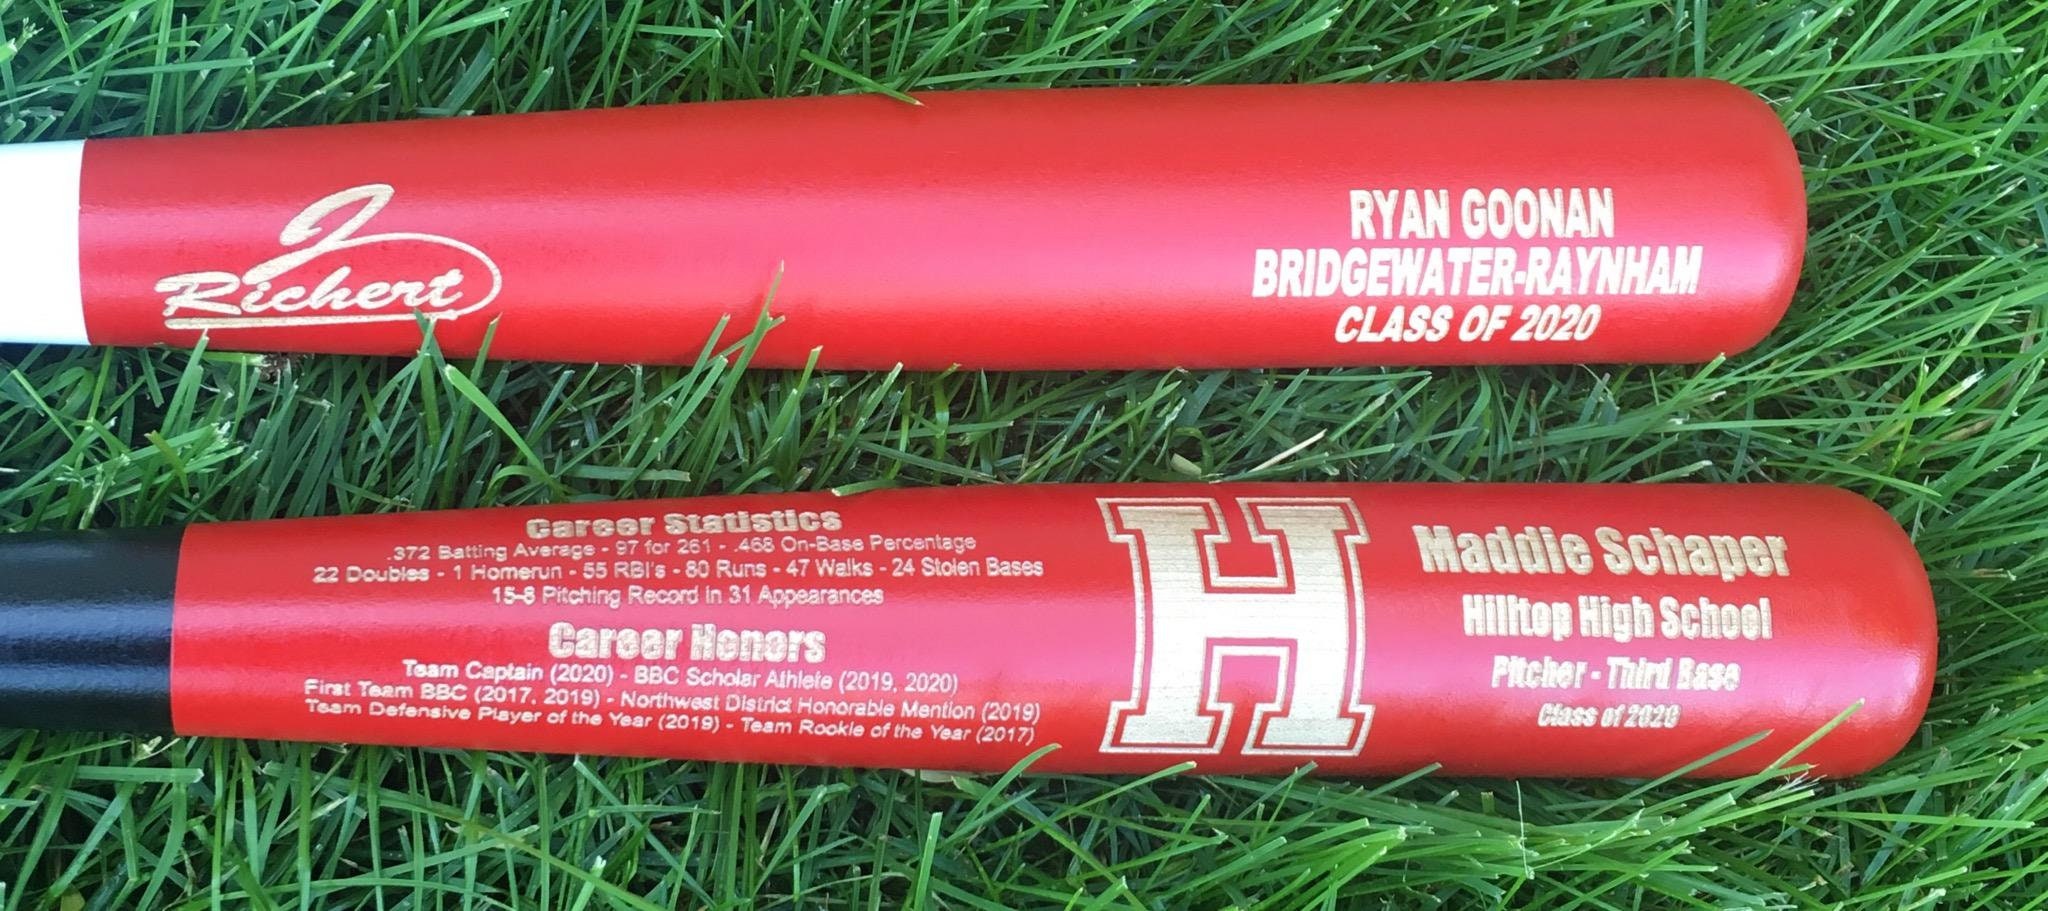 J
Richert
RYAN GOONAN
BRIDGEWATER-RAYNHAM
CLASS OF 2020
Career Statistics
.372 Batting Average - 97 for 261 - .468 On-Base Percentage
22 Doubles - 1 Homerun - 55 RBI's - 80 Runs - 47 Walks - 24 Stolen Bases
15-8 Pitching Record in 31 Appearances
Career Honors
Team Captain (2020) - BBC Scholar Athlete (2019, 2020)
First Team BBC (2017, 2019) - Northwest District Honorable Mention (2019)
Team Defensive Player of the Year (2019) - Team Rookie of the Year (2017)
H
Maddie Schaper
Hilltop High School
Pitcher - Third Base
Class of 2020